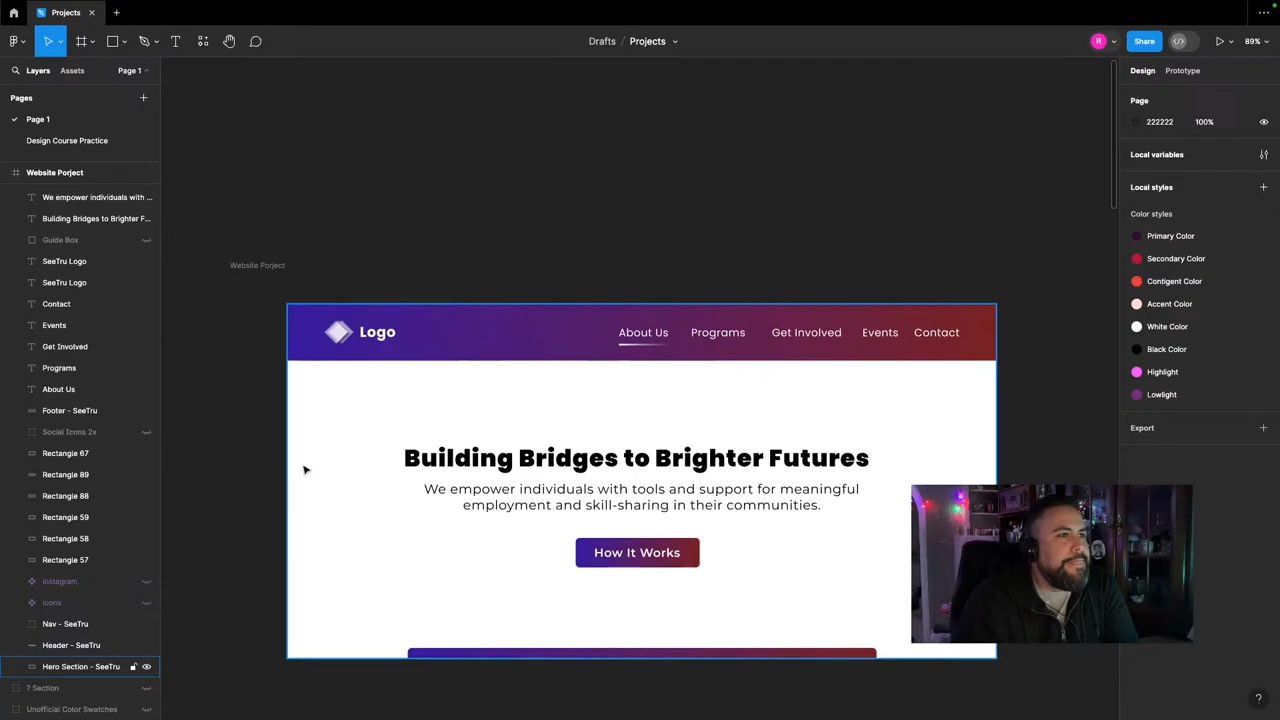 Projects
Drafts / Projects
R
Share
89%
Layers
Assets
Page 1
Pages
Page 1
Design Course Practice
Website Porject
We empower individuals with ...
Building Bridges to Brighter F...
Guide Box
SeeTru Logo
SeeTru Logo
Contact
Events
Get Involved
Programs
About Us
Footer - SeeTru
Social Icons 2x
Rectangle 67
Rectangle 89
Rectangle 88
Rectangle 59
Rectangle 58
Rectangle 57
instagram
icons
Nav - SeeTru
Header - SeeTru
Hero Section - SeeTru
? Section
Unofficial Color Swatches
Website Porject
Logo
About Us
Programs
Get Involved
Events
Contact
Building Bridges to Brighter Futures
We empower individuals with tools and support for meaningful
employment and skill-sharing in their communities.
How It Works
Design
Prototype
Page
222222
100%
Local variables
Local styles
Color styles
Primary Color
Secondary Color
Contigent Color
Accent Color
White Color
Black Color
Highlight
Lowlight
Export
?